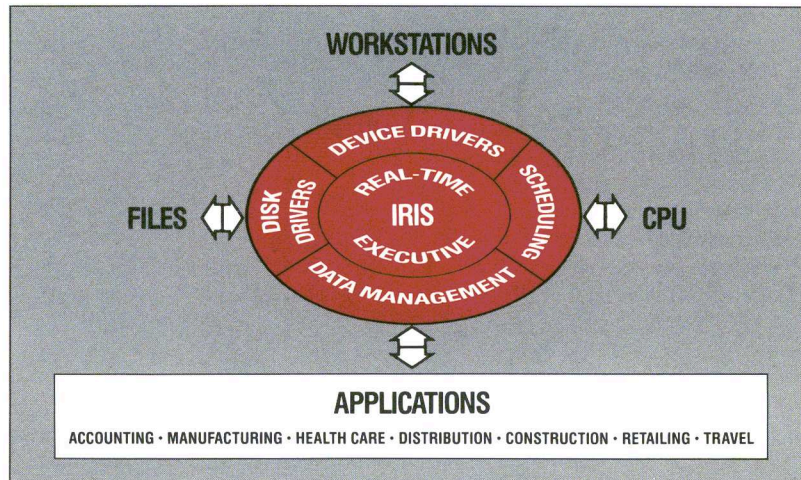 WORKSTATIONS
DEVICE DRIVERS
REAL-TIME
SCHEDULING
DISK
DRIVERS
FILES
IRIS
CPU
EXECUTIVE
DATA MANAGEMENT
APPLICATIONS
ACCOUNTING · MANUFACTURING · HEALTH CARE · DISTRIBUTION · CONSTRUCTION · RETAILING · TRAVEL